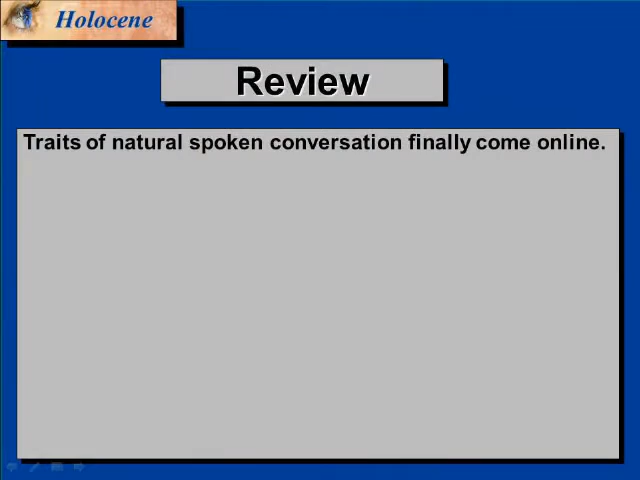 Holocene
Review
Traits of natural spoken conversation finally come online.